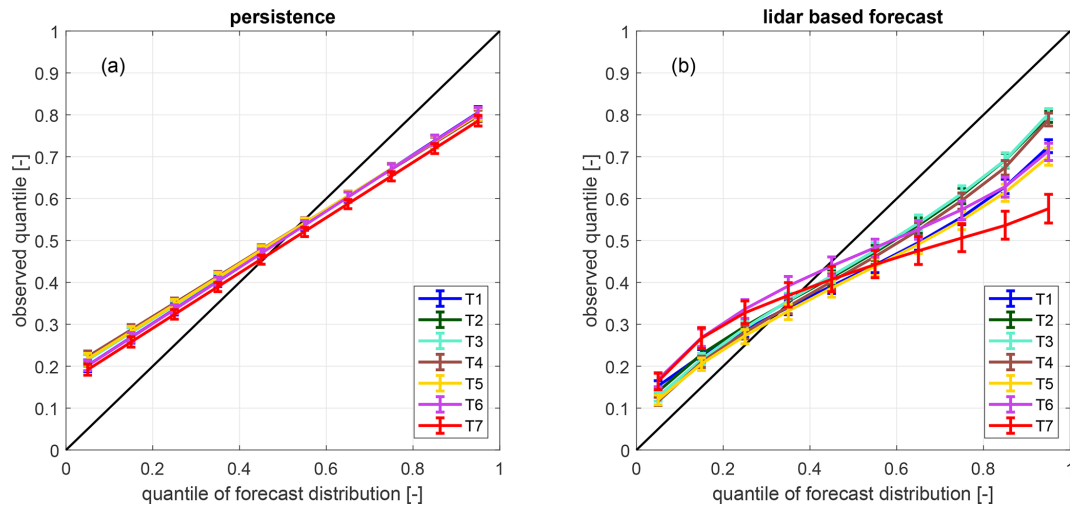 persistence
(a)
observed quantile [-]
1
0.9
0.8
0.7
0.6
0.5
0.4
0.3
0.2
0.1
0
0 0.2 0.4 0.6 0.8 1
quantile of forecast distribution [-]
T1
T2
T3
T4
T5
T6
T7
lidar based forecast
(b)
observed quantile [-]
1
0.9
0.8
0.7
0.6
0.5
0.4
0.3
0.2
0.1
0
0 0.2 0.4 0.6 0.8 1
quantile of forecast distribution [-]
T1
T2
T3
T4
T5
T6
T7